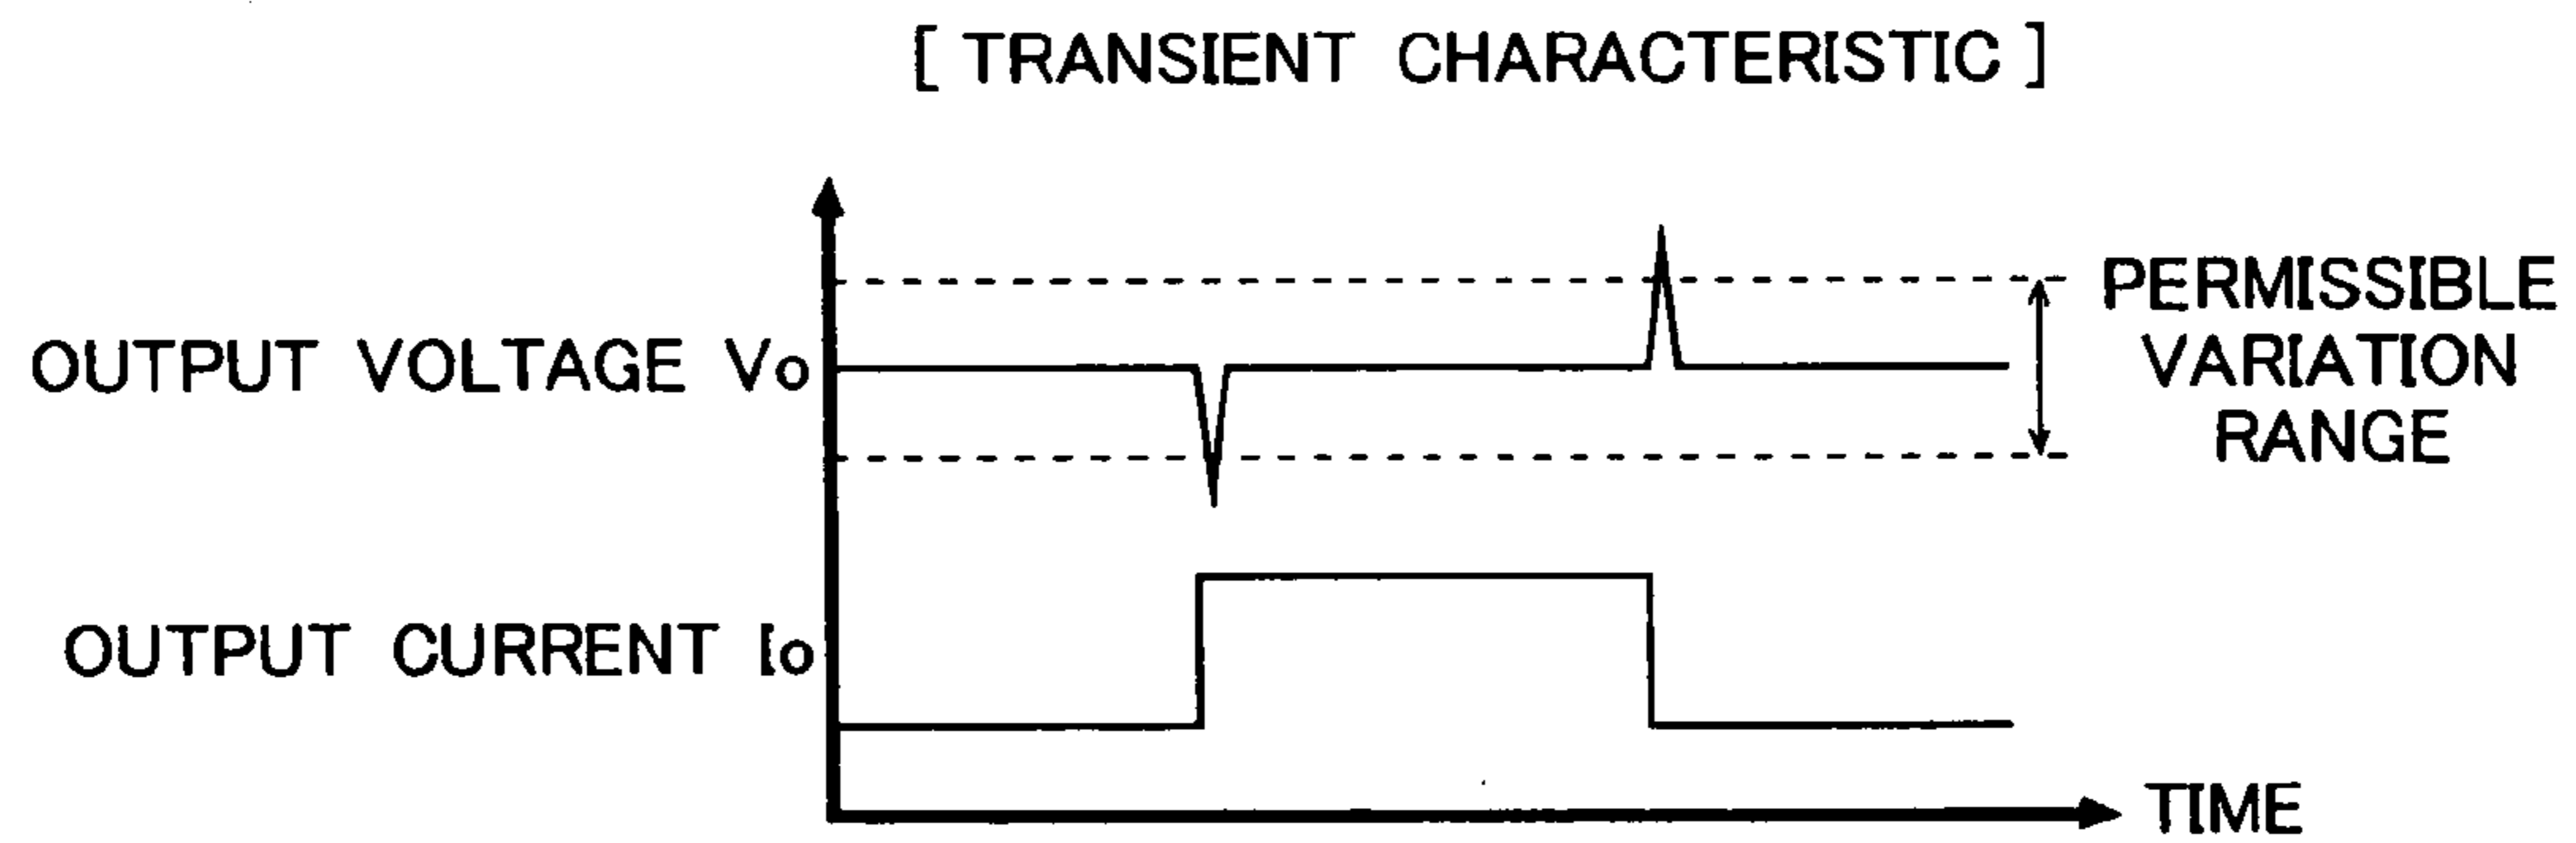 [ TRANSIENT CHARACTERISTIC ]
OUTPUT VOLTAGE Vo
PERMISSIBLE
VARIATION
RANGE
OUTPUT CURRENT Io
TIME